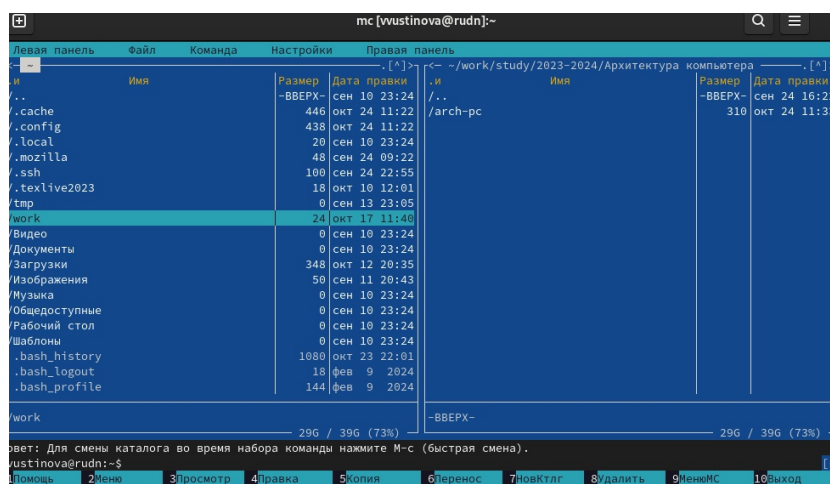 mc [vvustinova@rudn]:~
Левая панель Файл Команда Настройки Правая панель
<- ~ .[^]> <- ~/work/study/2023-2024/Архитектура компьютера .[^]
.и Имя Размер Дата правки .и Имя Размер Дата правки
/.. -ВВЕРХ- сен 10 23:24 /.. -ВВЕРХ- сен 24 16:2
/.cache 446 окт 24 11:22 /arch-pc 310 окт 24 11:3
/.config 438 окт 24 11:22
/.local 20 сен 10 23:24
/.mozilla 48 сен 24 09:22
/.ssh 100 сен 24 22:55
/.texlive2023 18 окт 10 12:01
/tmp 0 сен 13 23:05
/work 24 окт 17 11:40
/Видео 0 сен 10 23:24
/Документы 0 сен 10 23:24
/Загрузки 348 окт 12 20:35
/Изображения 50 сен 11 20:43
/Музыка 0 сен 10 23:24
/Общедоступные 0 сен 10 23:24
/Рабочий стол 0 сен 10 23:24
/Шаблоны 0 сен 10 23:24
.bash_history 1080 окт 23 22:01
.bash_logout 18 фев 9 2024
.bash_profile 144 фев 9 2024
/work -ВВЕРХ-
29G / 39G (73%) 29G / 39G (73%)
овет: Для смены каталога во время набора команды нажмите M-c (быстрая смена).
vustinova@rudn:~$ [
1Помощь 2Меню 3Просмотр 4Правка 5Копия 6Перенос 7НовКтлг 8Удалить 9МенюMC 10Выход